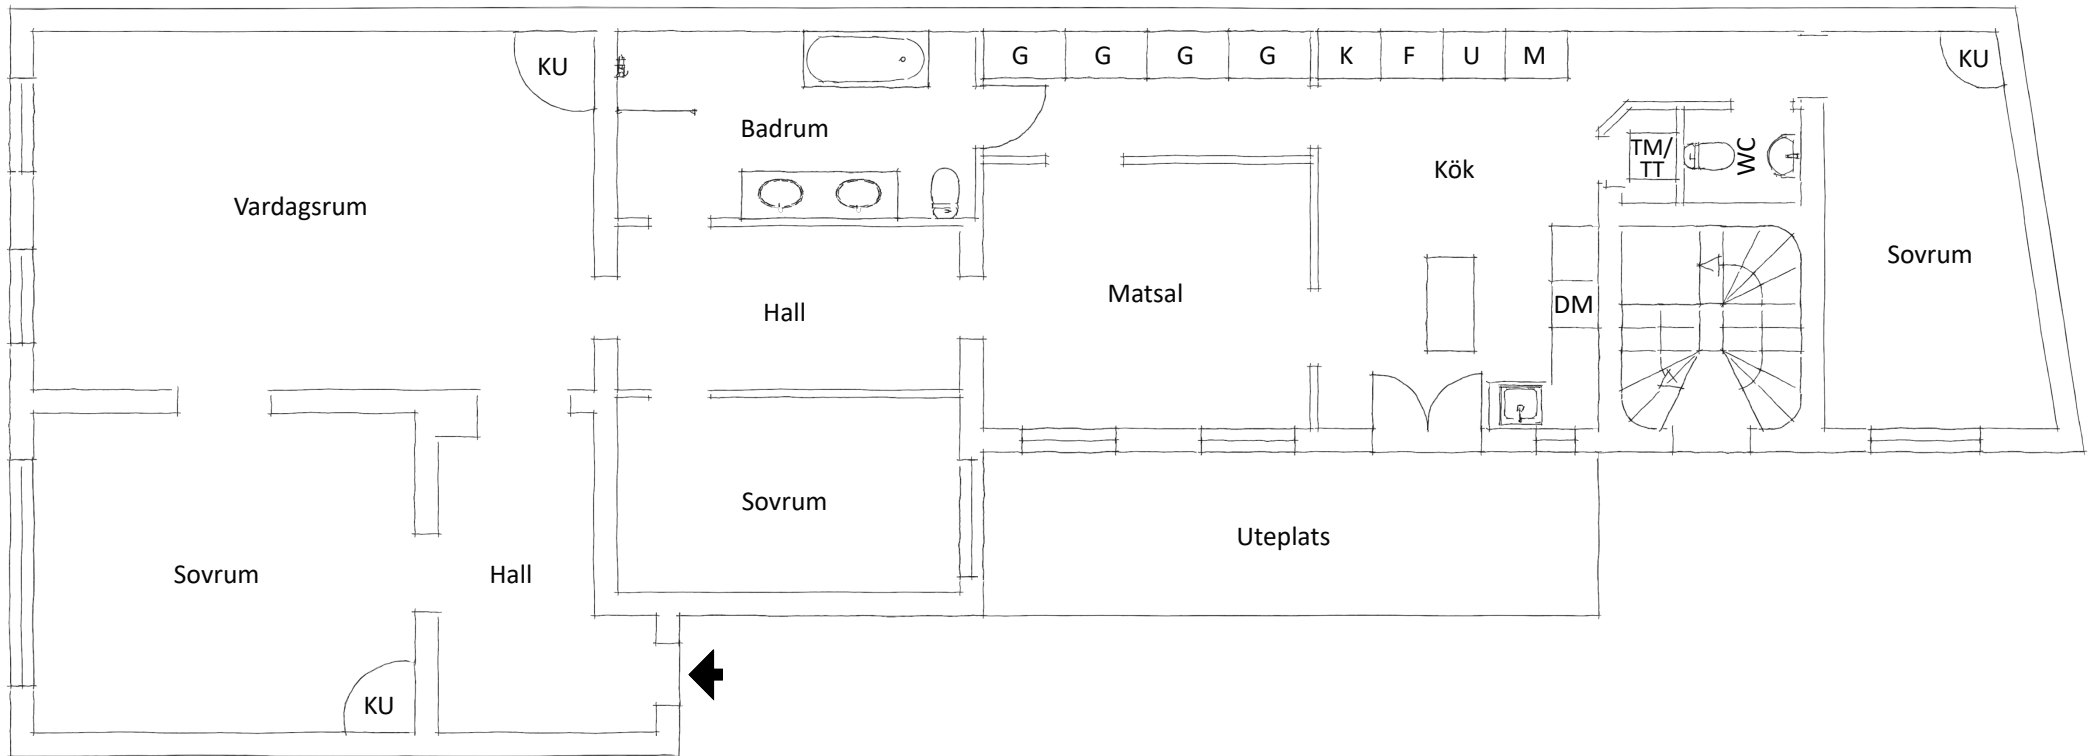 G G G G K F U M
KU
KU
Badrum
TM/
TT
WC
Kök
Vardagsrum
Sovrum
Matsal
Hall
DM
Sovrum
Uteplats
Sovrum
Hall
KU